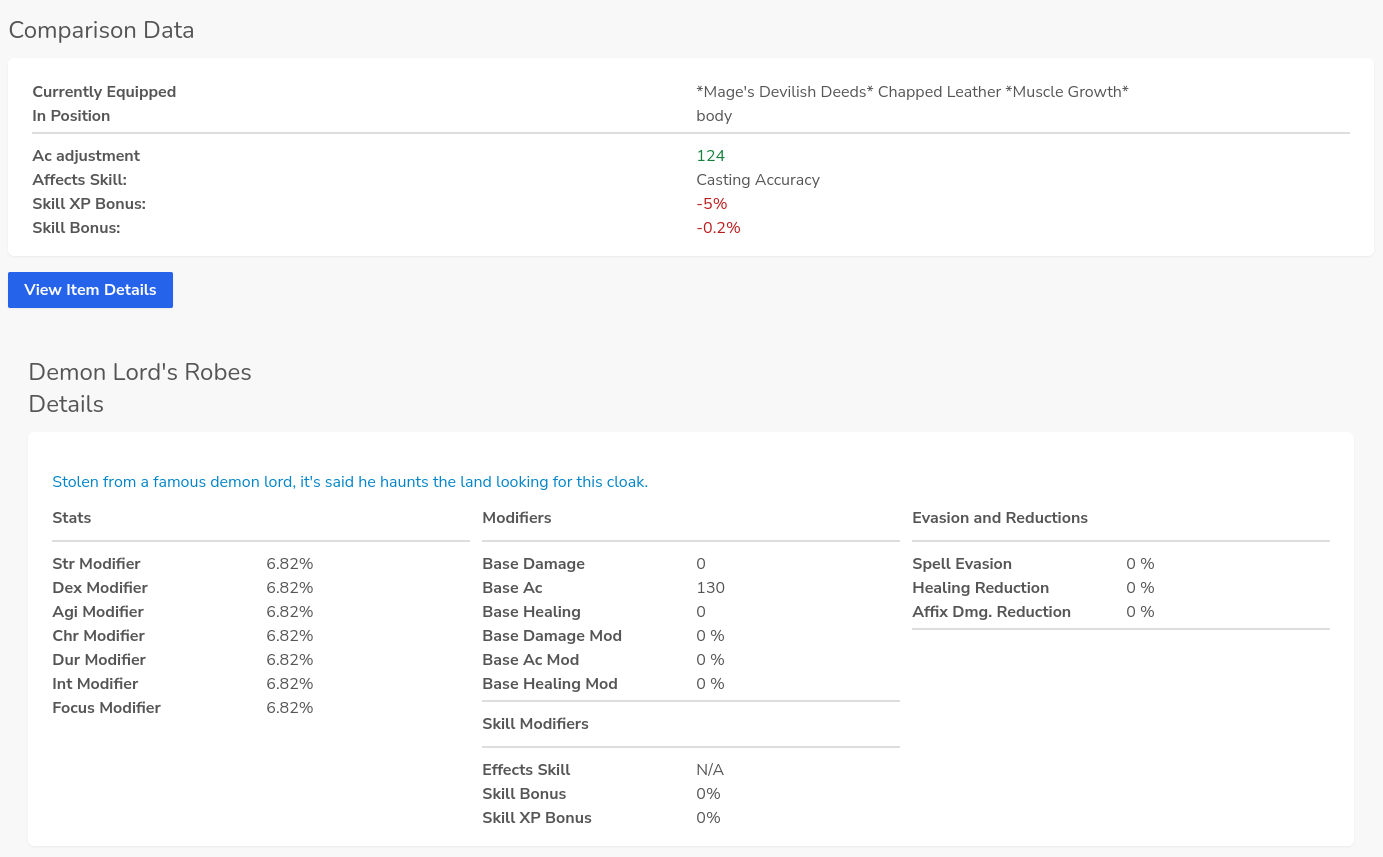 Comparison Data
Currently Equipped *Mage's Devilish Deeds* Chapped Leather *Muscle Growth*
In Position body
Ac adjustment 124
Affects Skill: Casting Accuracy
Skill XP Bonus: -5%
Skill Bonus: -0.2%
View Item Details
Demon Lord's Robes
Details
Stolen from a famous demon lord, it's said he haunts the land looking for this cloak.
Stats
Str Modifier 6.82%
Dex Modifier 6.82%
Agi Modifier 6.82%
Chr Modifier 6.82%
Dur Modifier 6.82%
Int Modifier 6.82%
Focus Modifier 6.82%
Modifiers
Base Damage 0
Base Ac 130
Base Healing 0
Base Damage Mod 0 %
Base Ac Mod 0 %
Base Healing Mod 0 %
Skill Modifiers
Effects Skill N/A
Skill Bonus 0%
Skill XP Bonus 0%
Evasion and Reductions
Spell Evasion 0 %
Healing Reduction 0 %
Affix Dmg. Reduction 0 %